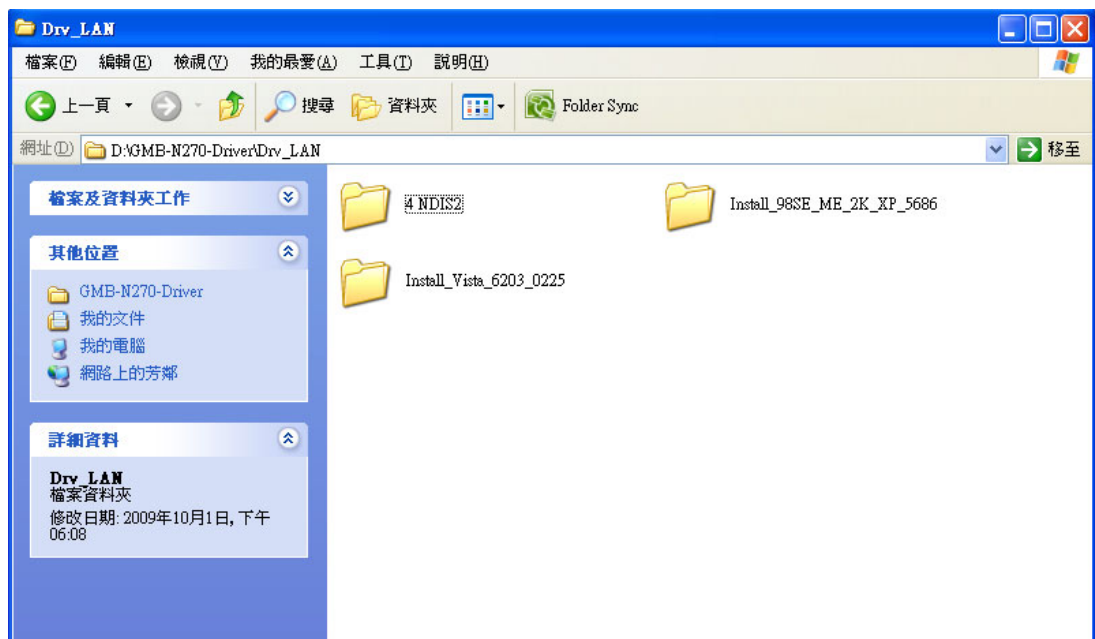 Drv_LAN
檔案(F) 編輯(E) 檢視(V) 我的最愛(A) 工具(T) 說明(H)
上一頁 搜尋 資料夾 Folder Sync
網址(D) D:\GMB-N270-Driver\Drv_LAN 移至
檔案及資料夾工作
其他位置
GMB-N270-Driver
我的文件
我的電腦
網路上的芳鄰
詳細資料
Drv_LAN
檔案資料夾
修改日期: 2009年10月1日, 下午
06:08
4 NDIS2
Install_98SE_ME_2K_XP_5686
Install_Vista_6203_0225